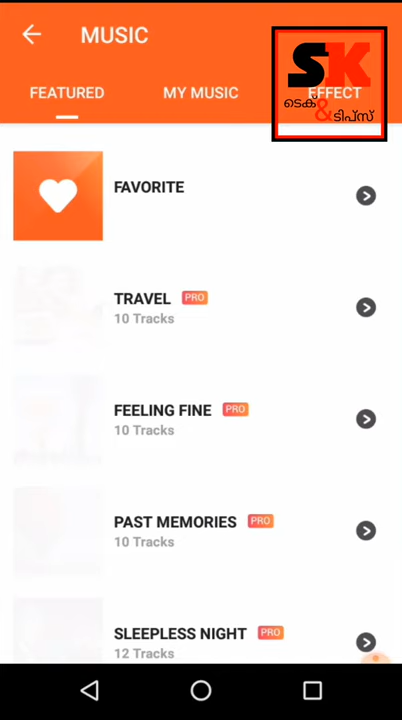 MUSIC
SK
ടെക്
&
ടിപ്സ്
FEATURED
MY MUSIC
EFFECT
FAVORITE
TRAVEL PRO
10 Tracks
FEELING FINE PRO
10 Tracks
PAST MEMORIES PRO
10 Tracks
SLEEPLESS NIGHT PRO
12 Tracks